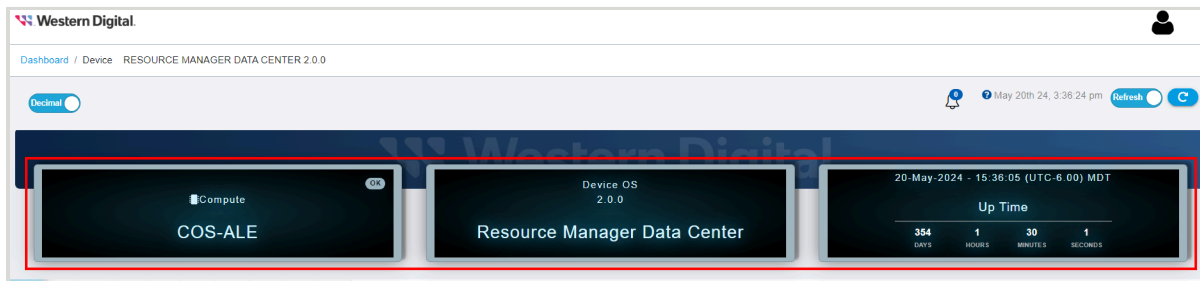 Western Digital.
Dashboard / Device RESOURCE MANAGER DATA CENTER 2.0.0
Decimal
0
? May 20th 24, 3:36:24 pm Refresh
Western Digital
OK
Compute
COS-ALE
Device OS
2.0.0
Resource Manager Data Center
20-May-2024 - 15:36:05 (UTC-6.00) MDT
Up Time
354 1 30 1
DAYS HOURS MINUTES SECONDS